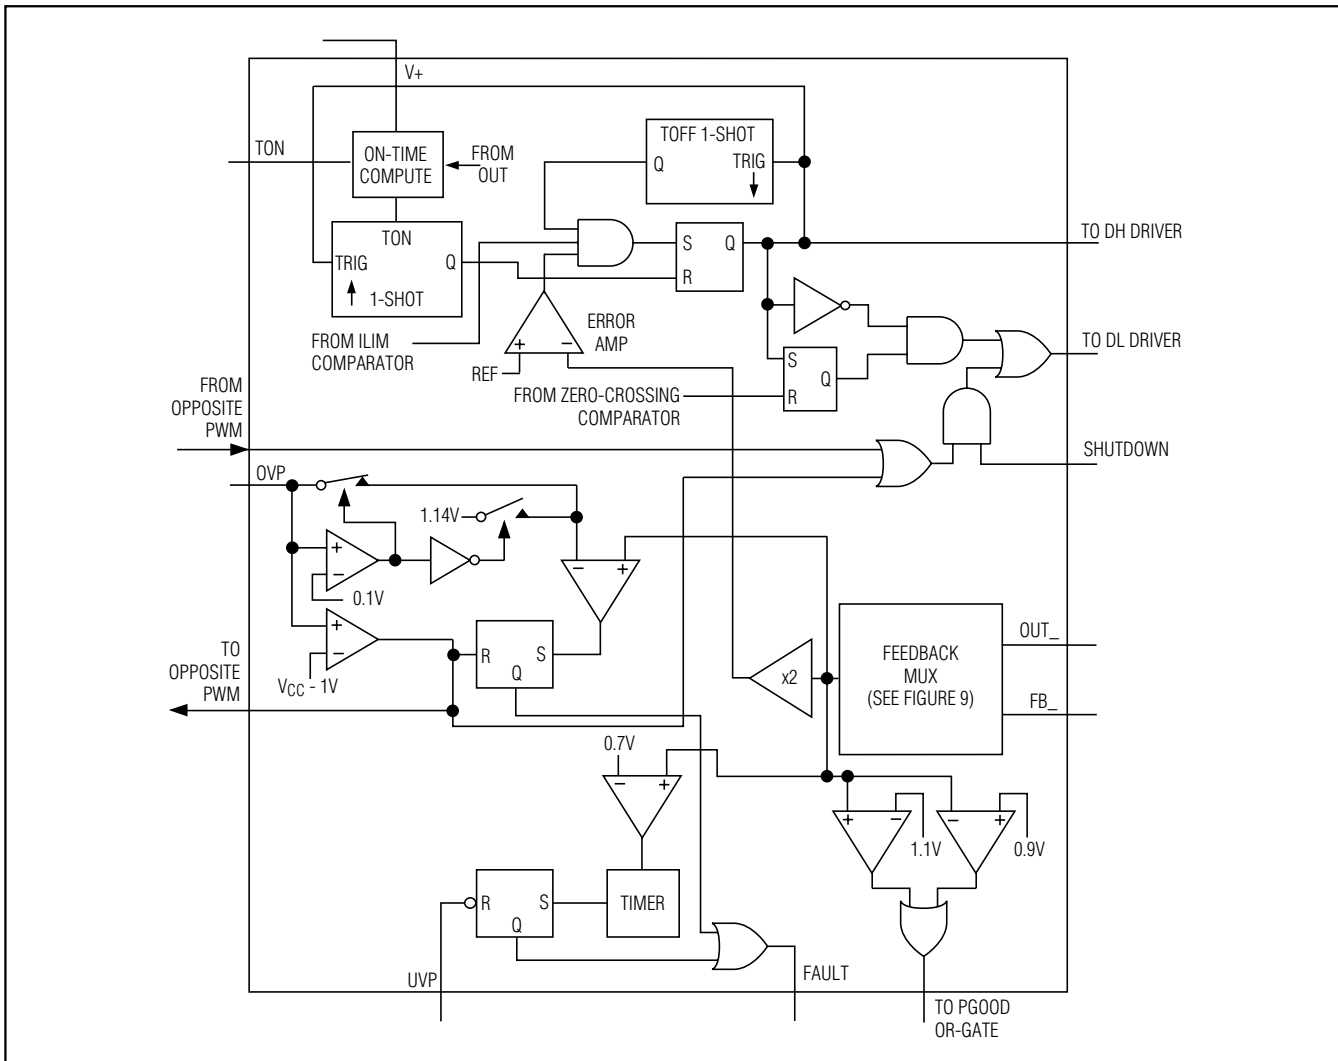 V+
TON
ON-TIME
COMPUTE
FROM
OUT
TOFF 1-SHOT
Q
TRIG
TON
TRIG
Q
1-SHOT
S
Q
R
TO DH DRIVER
FROM ILIM
COMPARATOR
+
−
ERROR
AMP
REF
S
Q
R
TO DL DRIVER
FROM ZERO-CROSSING
COMPARATOR
FROM
OPPOSITE
PWM
SHUTDOWN
OVP
1.14V
+
−
0.1V
−
+
+
−
VCC - 1V
TO
OPPOSITE
PWM
R
S
Q
x2
FEEDBACK
MUX
(SEE FIGURE 9)
OUT_
FB_
0.7V
−
+
+
−
1.1V
−
+
0.9V
R
S
Q
TIMER
UVP
FAULT
TO PGOOD
OR-GATE